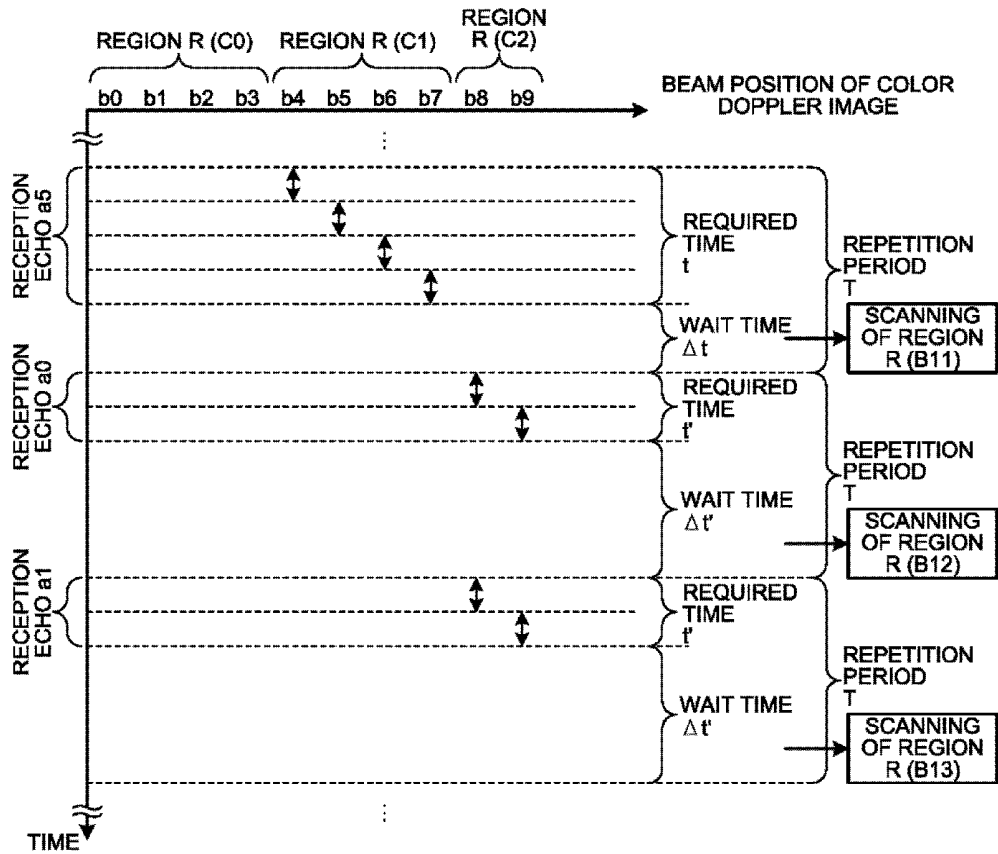 REGION
R (C2)
REGION R (C0)
REGION R (C1)
b0 b1 b2 b3 b4 b5 b6 b7 b8 b9
BEAM POSITION OF COLOR
DOPPLER IMAGE
RECEPTION
ECHO a5
REQUIRED
TIME
t
REPETITION
PERIOD
T
WAIT TIME
Δt
SCANNING
OF REGION
R (B11)
RECEPTION
ECHO a0
REQUIRED
TIME
t'
REPETITION
PERIOD
T
WAIT TIME
Δt'
SCANNING
OF REGION
R (B12)
RECEPTION
ECHO a1
REQUIRED
TIME
t'
REPETITION
PERIOD
T
WAIT TIME
Δt'
SCANNING
OF REGION
R (B13)
TIME